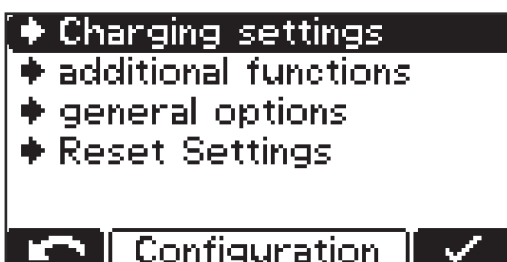 Charging settings
additional functions
general options
Reset Settings
Configuration